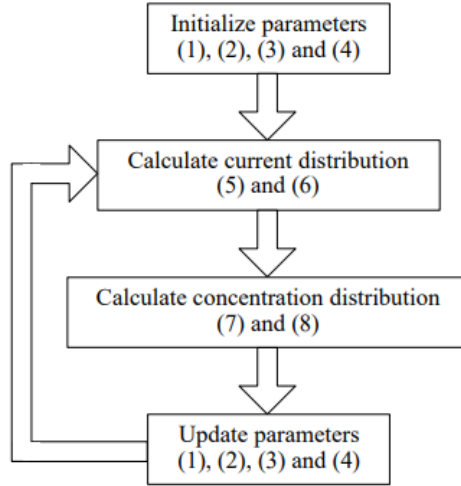 Initialize parameters
(1), (2), (3) and (4)
Calculate current distribution
(5) and (6)
Calculate concentration distribution
(7) and (8)
Update parameters
(1), (2), (3) and (4)